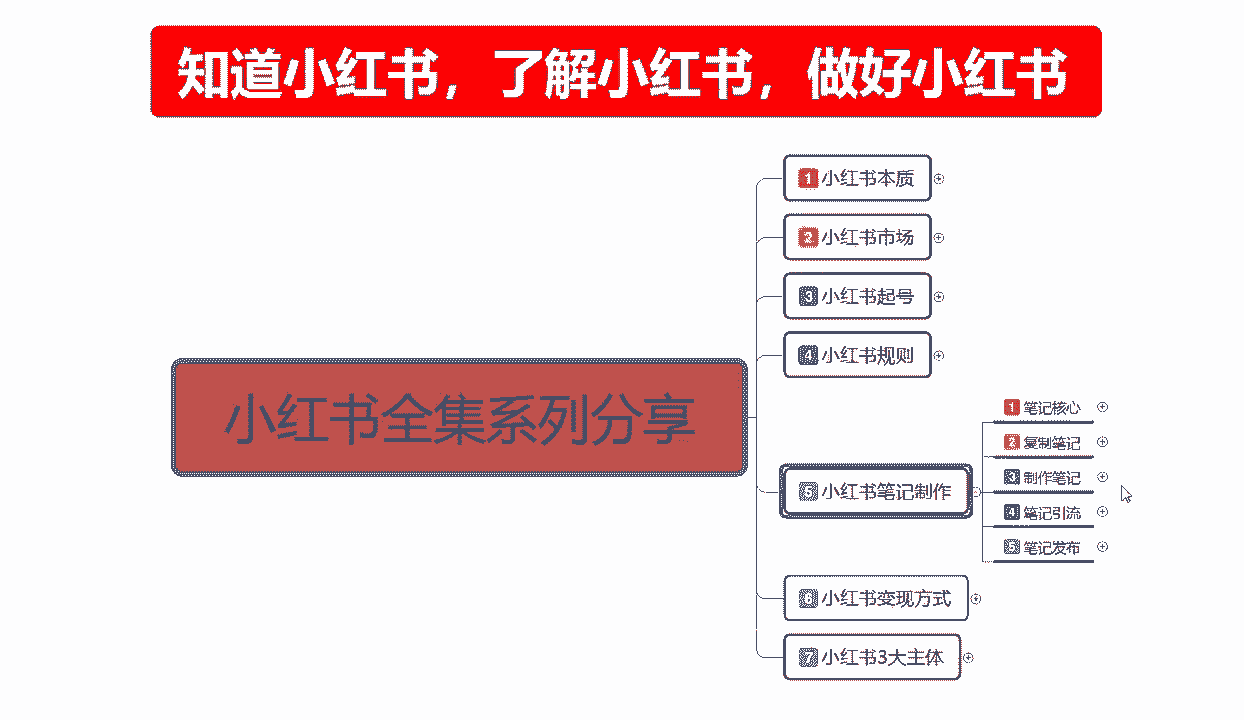 知道小红书，了解小红书，做好小红书
小红书全集系列分享
1 小红书本质
2 小红书市场
3 小红书起号
4 小红书规则
5 小红书笔记制作
1 笔记核心
2 复制笔记
3 制作笔记
4 笔记引流
5 笔记发布
6 小红书变现方式
7 小红书3大主体